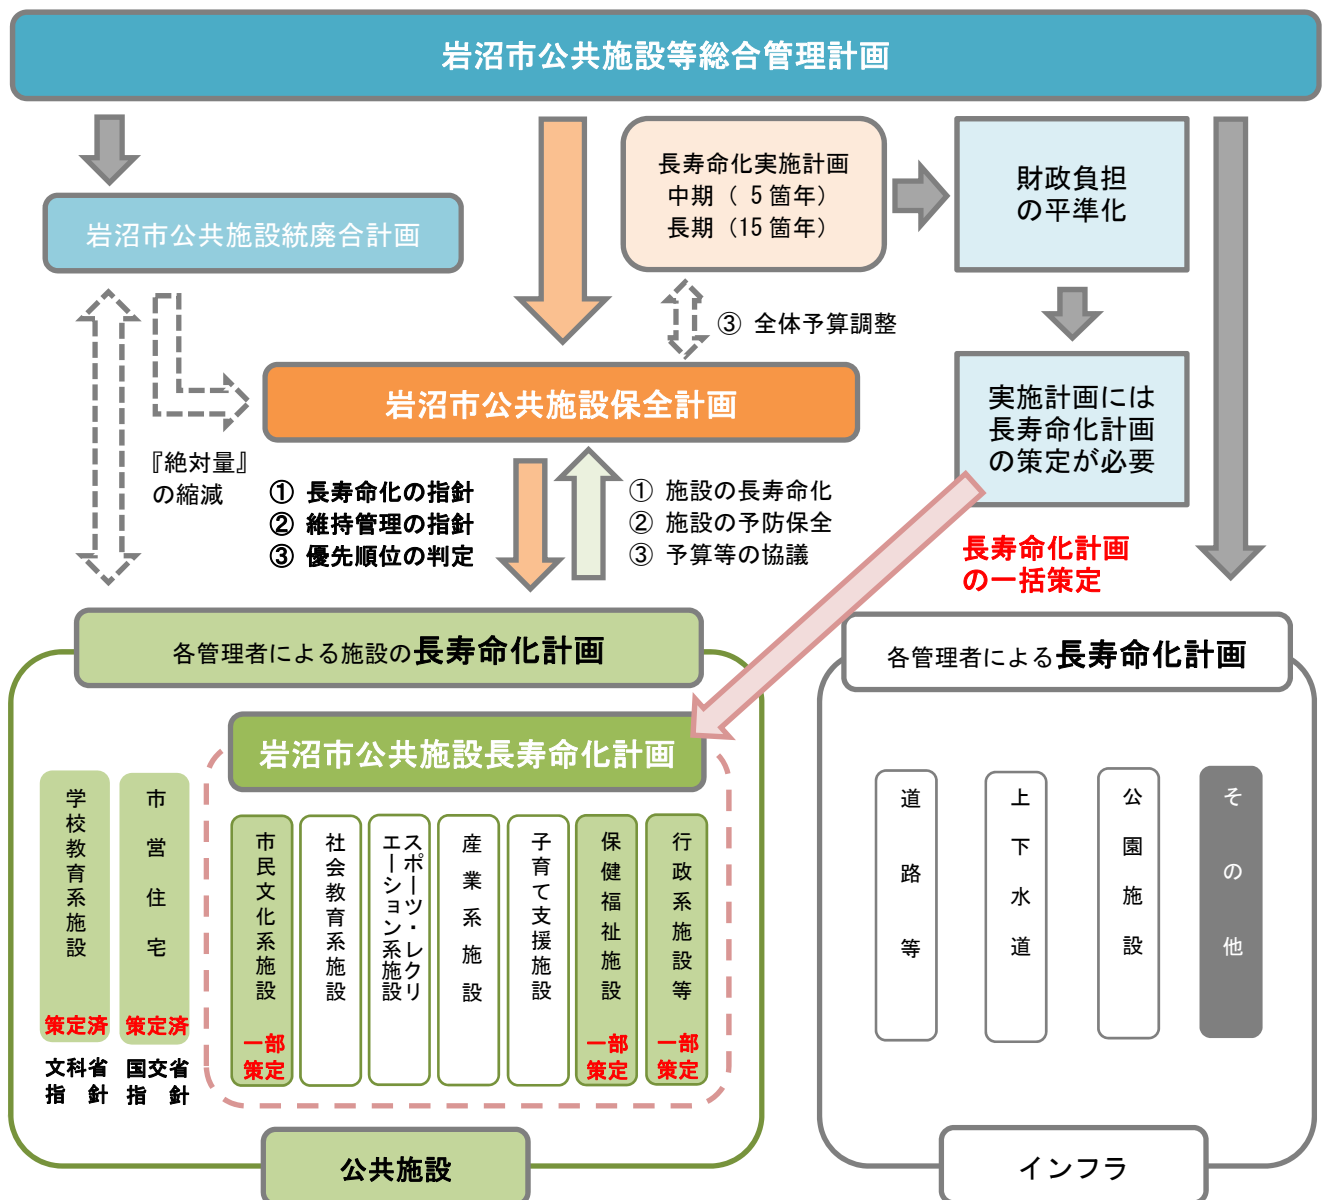 岩沼市公共施設等総合管理計画
岩沼市公共施設統廃合計画
長寿命化実施計画
中期（ 5 箇年）
長期（15 箇年）
財政負担
の平準化
③ 全体予算調整
岩沼市公共施設保全計画
実施計画には
長寿命化計画
の策定が必要
『絶対量』
の縮減
① 長寿命化の指針
② 維持管理の指針
③ 優先順位の判定
① 施設の長寿命化
② 施設の予防保全
③ 予算等の協議
長寿命化計画
の一括策定
各管理者による施設の長寿命化計画
各管理者による長寿命化計画
岩沼市公共施設長寿命化計画
学校教育系施設
策定済
文科省
指　針
市営住宅
策定済
国交省
指　針
市民文化系施設
一部
策定
社会教育系施設
スポーツ・レクリ
エーション系施設
産業系施設
子育て支援施設
保健福祉施設
一部
策定
行政系施設等
一部
策定
道路等
上下水道
公園施設
その他
公共施設
インフラ